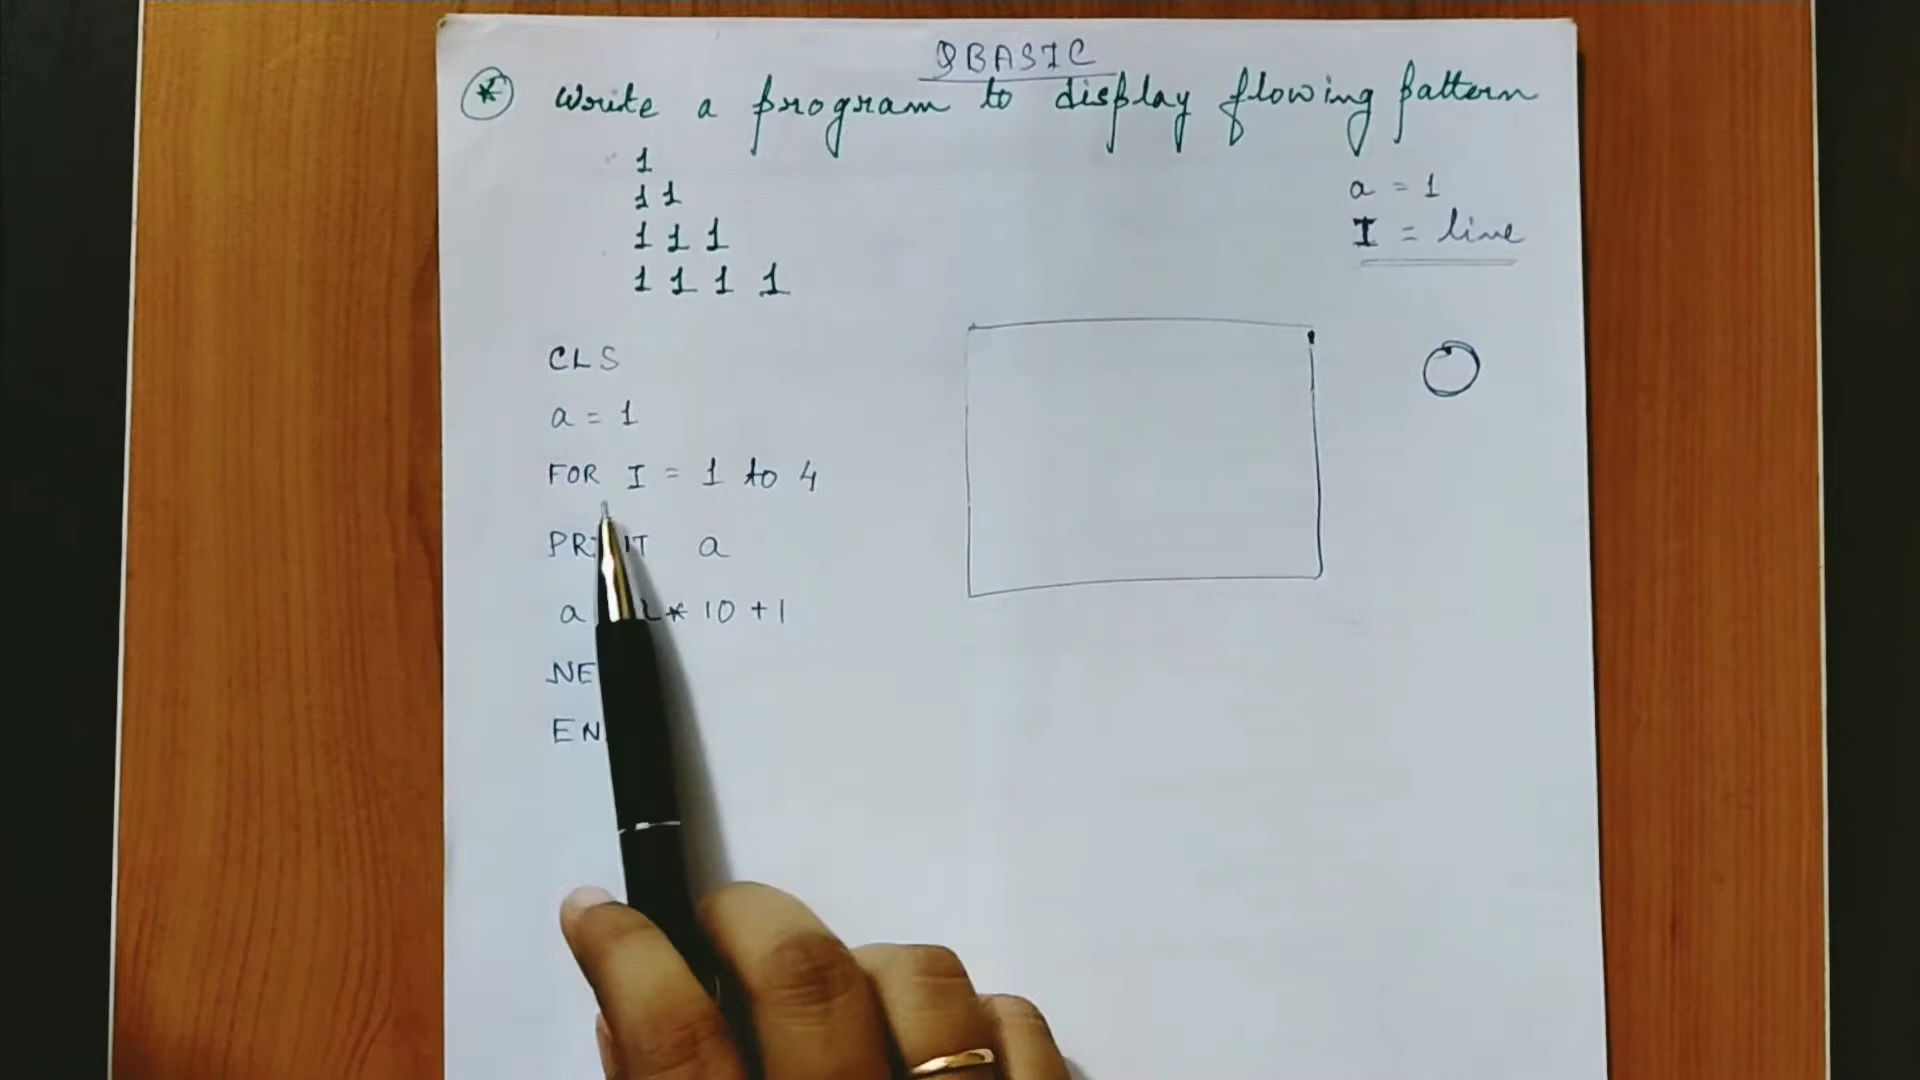 QBASIC
* Write a program to display flowing pattern
1
1 1
1 1 1
1 1 1 1
a = 1
I = line
CLS
a = 1
FOR I = 1 to 4
a
a * 10 + 1